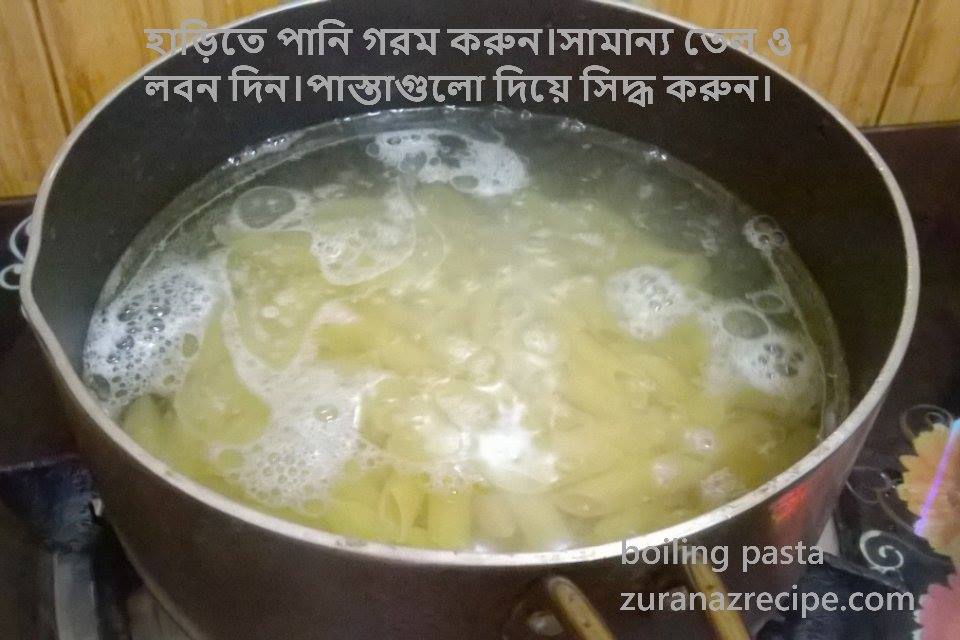 হাড়িতে পানি গরম করুন।সামান্য তেল ও
লবন দিন।পাস্তাগুলো দিয়ে সিদ্ধ করুন।
boiling pasta
zuranazrecipe.com